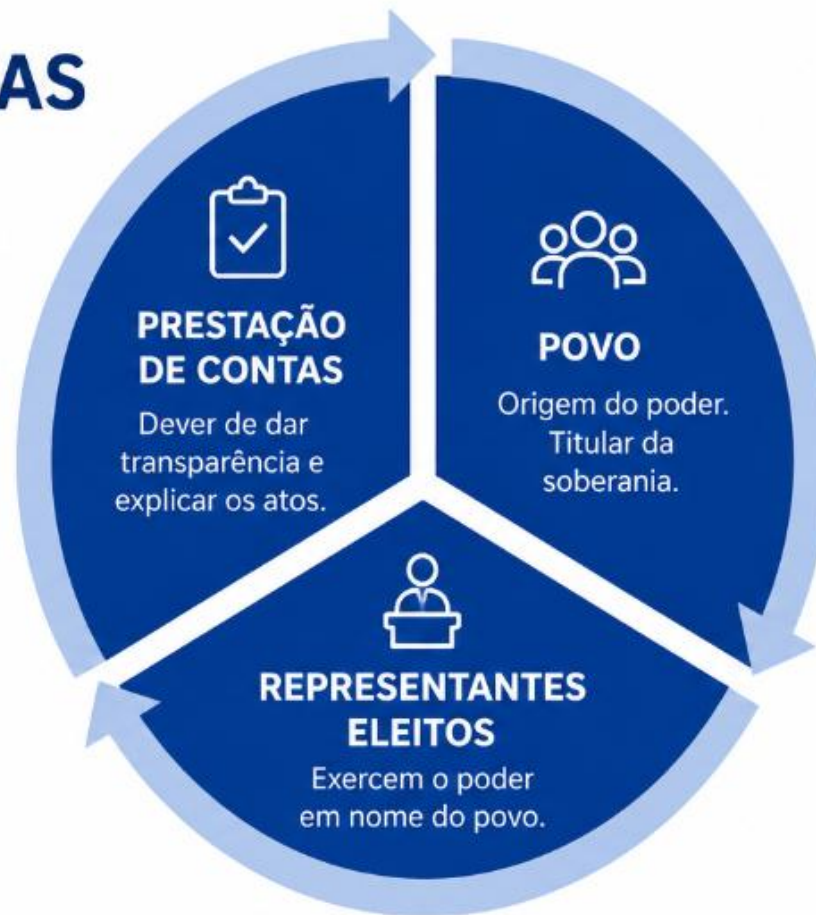 AS
PRESTAÇÃO
DE CONTAS
Dever de dar
transparência e
explicar os atos.
POVO
Origem do poder.
Titular da
soberania.
REPRESENTANTES
ELEITOS
Exercem o poder
em nome do povo.